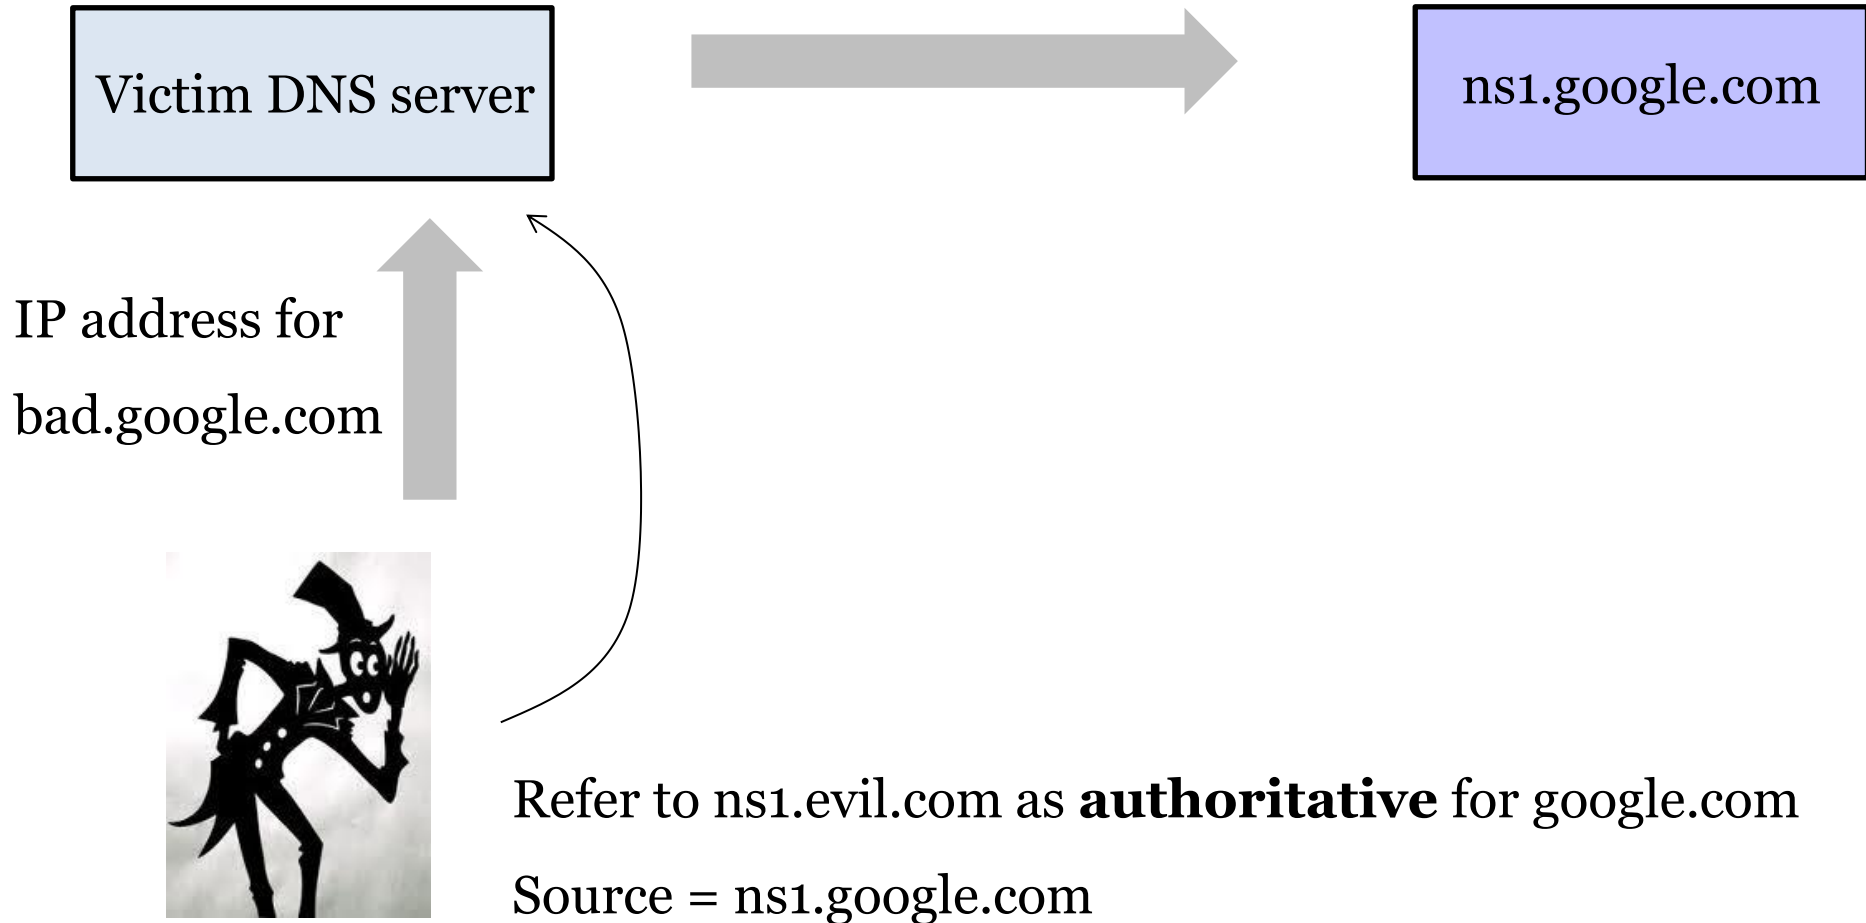 Victim DNS server
ns1.google.com
IP address for
bad.google.com
Refer to ns1.evil.com as authoritative for google.com
Source = ns1.google.com